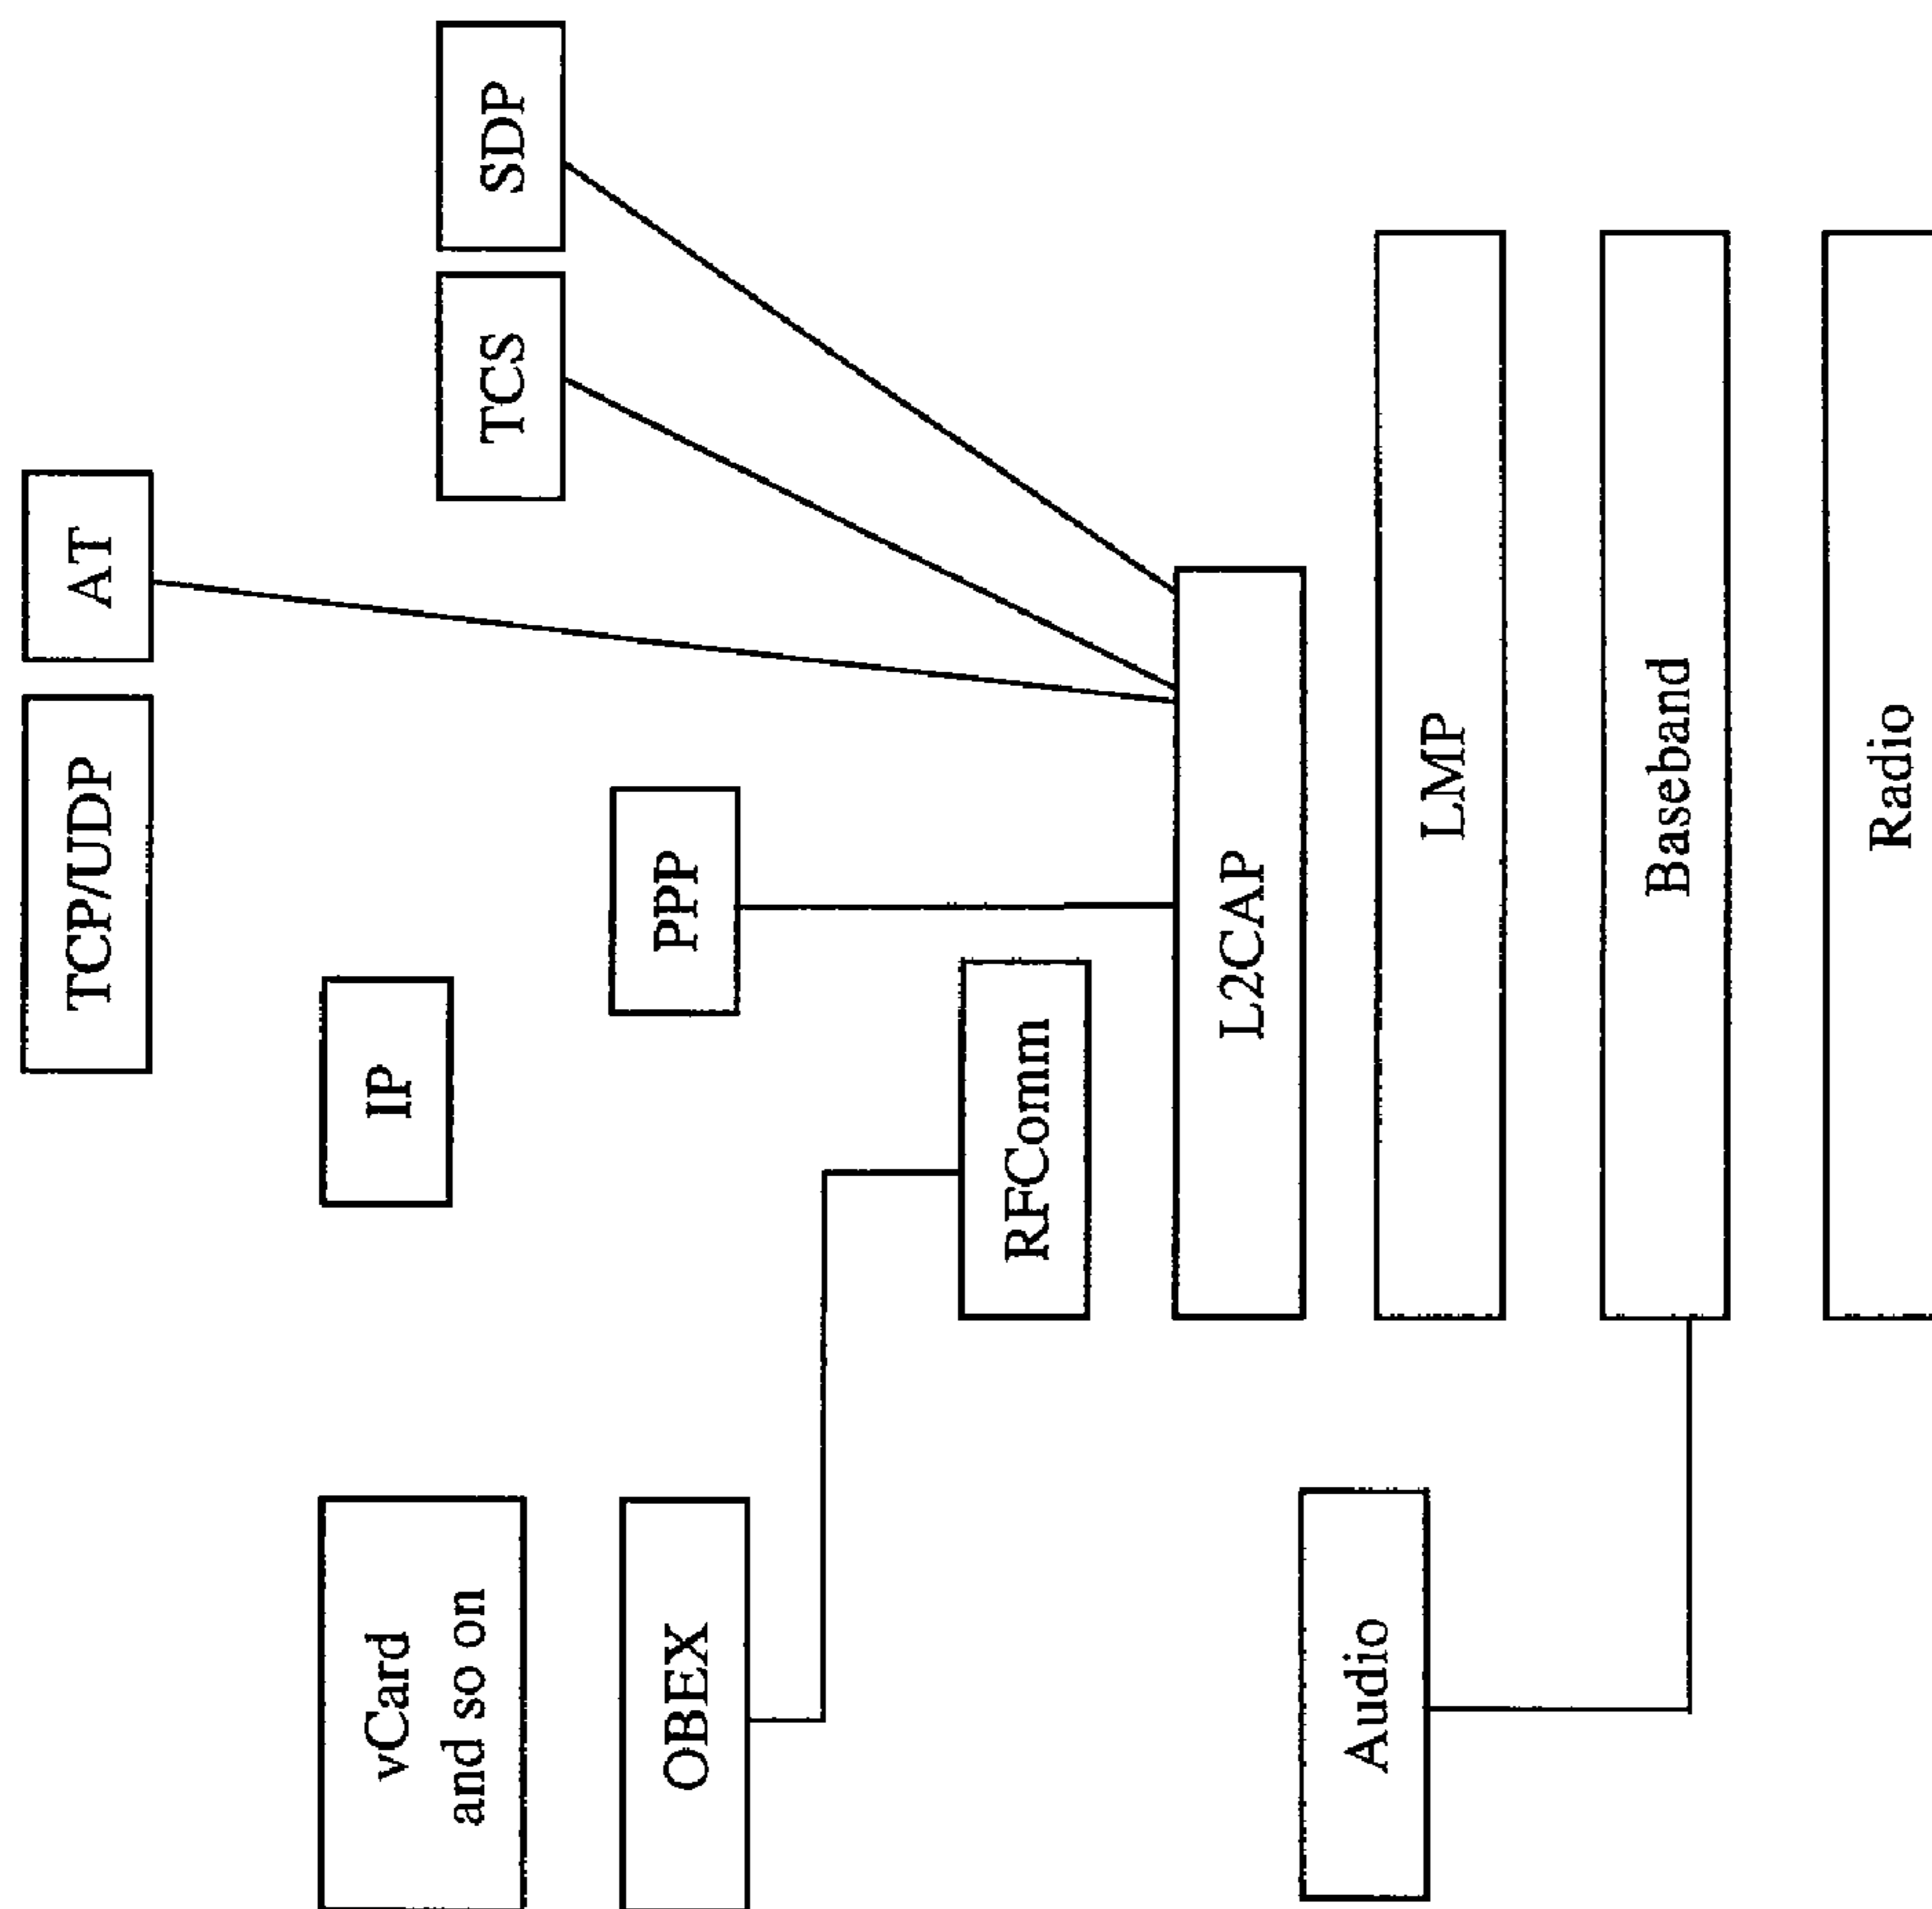 TCP/UDP
AT
vCard
and so on
IP
TCS
SDP
OBEX
PPP
RFComm
L2CAP
Audio
LMP
Baseband
Radio